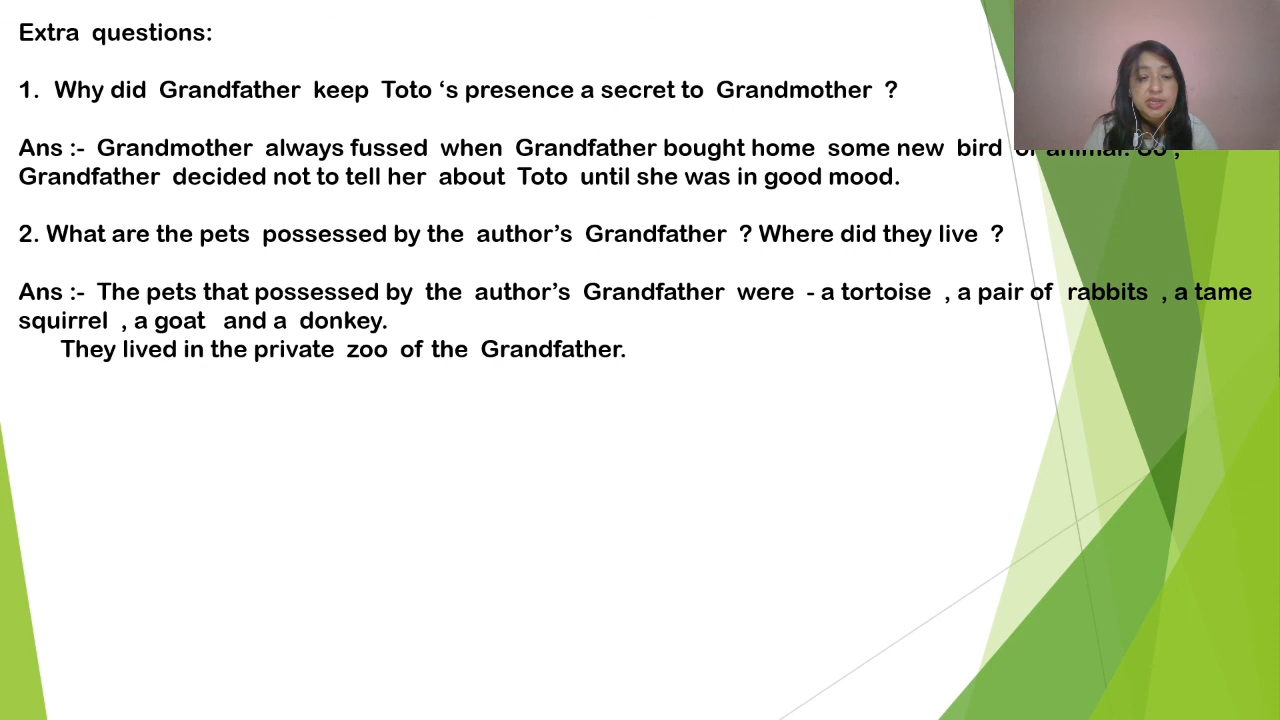 Extra questions:
1. Why did Grandfather keep Toto ‘s presence a secret to Grandmother ?
Ans :- Grandmother always fussed when Grandfather bought home some new bird or animal. So ,
Grandfather decided not to tell her about Toto until she was in good mood.
2. What are the pets possessed by the author’s Grandfather ? Where did they live ?
Ans :- The pets that possessed by the author’s Grandfather were - a tortoise , a pair of rabbits , a tame
squirrel , a goat and a donkey.
They lived in the private zoo of the Grandfather.